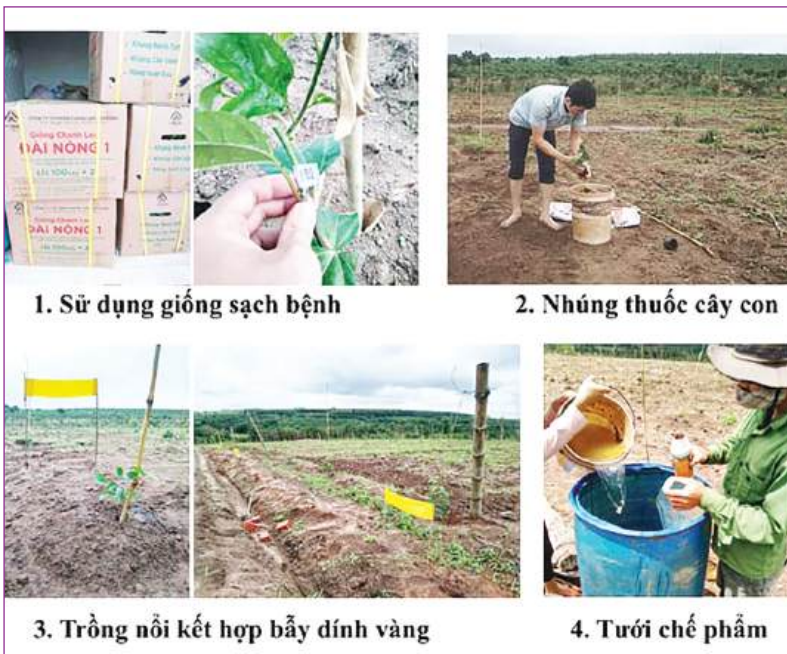 Giống Chanh Leo
ĐÀI NÔNG 1
Giống Chanh Leo
ĐÀI NÔNG 1
1. Sử dụng giống sạch bệnh
2. Nhúng thuốc cây con
3. Trồng nổi kết hợp bẫy dính vàng
4. Tưới chế phẩm